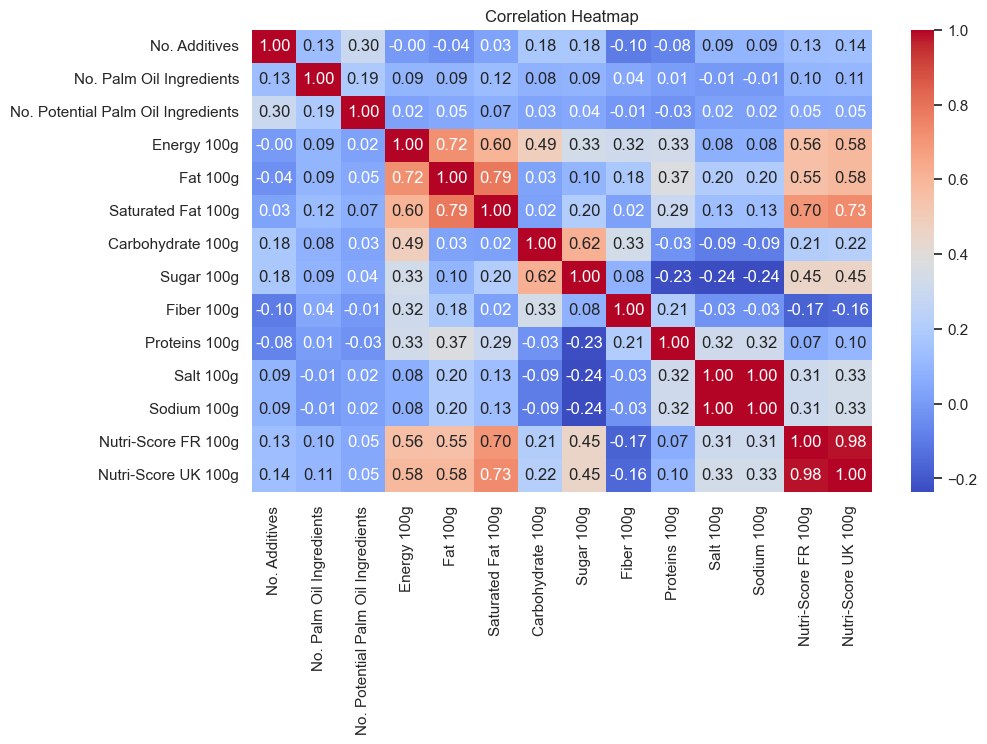 Correlation Heatmap
No. Additives 1.00 0.13 0.30 -0.00 -0.04 0.03 0.18 0.18 -0.10 -0.08 0.09 0.09 0.13 0.14
No. Palm Oil Ingredients 0.13 1.00 0.19 0.09 0.09 0.12 0.08 0.09 0.04 0.01 -0.01 -0.01 0.10 0.11
No. Potential Palm Oil Ingredients 0.30 0.19 1.00 0.02 0.05 0.07 0.03 0.04 -0.01 -0.03 0.02 0.02 0.05 0.05
Energy 100g -0.00 0.09 0.02 1.00 0.72 0.60 0.49 0.33 0.32 0.33 0.08 0.08 0.56 0.58
Fat 100g -0.04 0.09 0.05 0.72 1.00 0.79 0.03 0.10 0.18 0.37 0.20 0.20 0.55 0.58
Saturated Fat 100g 0.03 0.12 0.07 0.60 0.79 1.00 0.02 0.20 0.02 0.29 0.13 0.13 0.70 0.73
Carbohydrate 100g 0.18 0.08 0.03 0.49 0.03 0.02 1.00 0.62 0.33 -0.03 -0.09 -0.09 0.21 0.22
Sugar 100g 0.18 0.09 0.04 0.33 0.10 0.20 0.62 1.00 0.08 -0.23 -0.24 -0.24 0.45 0.45
Fiber 100g -0.10 0.04 -0.01 0.32 0.18 0.02 0.33 0.08 1.00 0.21 -0.03 -0.03 -0.17 -0.16
Proteins 100g -0.08 0.01 -0.03 0.33 0.37 0.29 -0.03 -0.23 0.21 1.00 0.32 0.32 0.07 0.10
Salt 100g 0.09 -0.01 0.02 0.08 0.20 0.13 -0.09 -0.24 -0.03 0.32 1.00 1.00 0.31 0.33
Sodium 100g 0.09 -0.01 0.02 0.08 0.20 0.13 -0.09 -0.24 -0.03 0.32 1.00 1.00 0.31 0.33
Nutri-Score FR 100g 0.13 0.10 0.05 0.56 0.55 0.70 0.21 0.45 -0.17 0.07 0.31 0.31 1.00 0.98
Nutri-Score UK 100g 0.14 0.11 0.05 0.58 0.58 0.73 0.22 0.45 -0.16 0.10 0.33 0.33 0.98 1.00
No. Additives
No. Palm Oil Ingredients
No. Potential Palm Oil Ingredients
Energy 100g
Fat 100g
Saturated Fat 100g
Carbohydrate 100g
Sugar 100g
Fiber 100g
Proteins 100g
Salt 100g
Sodium 100g
Nutri-Score FR 100g
Nutri-Score UK 100g
1.0
0.8
0.6
0.4
0.2
0.0
−0.2